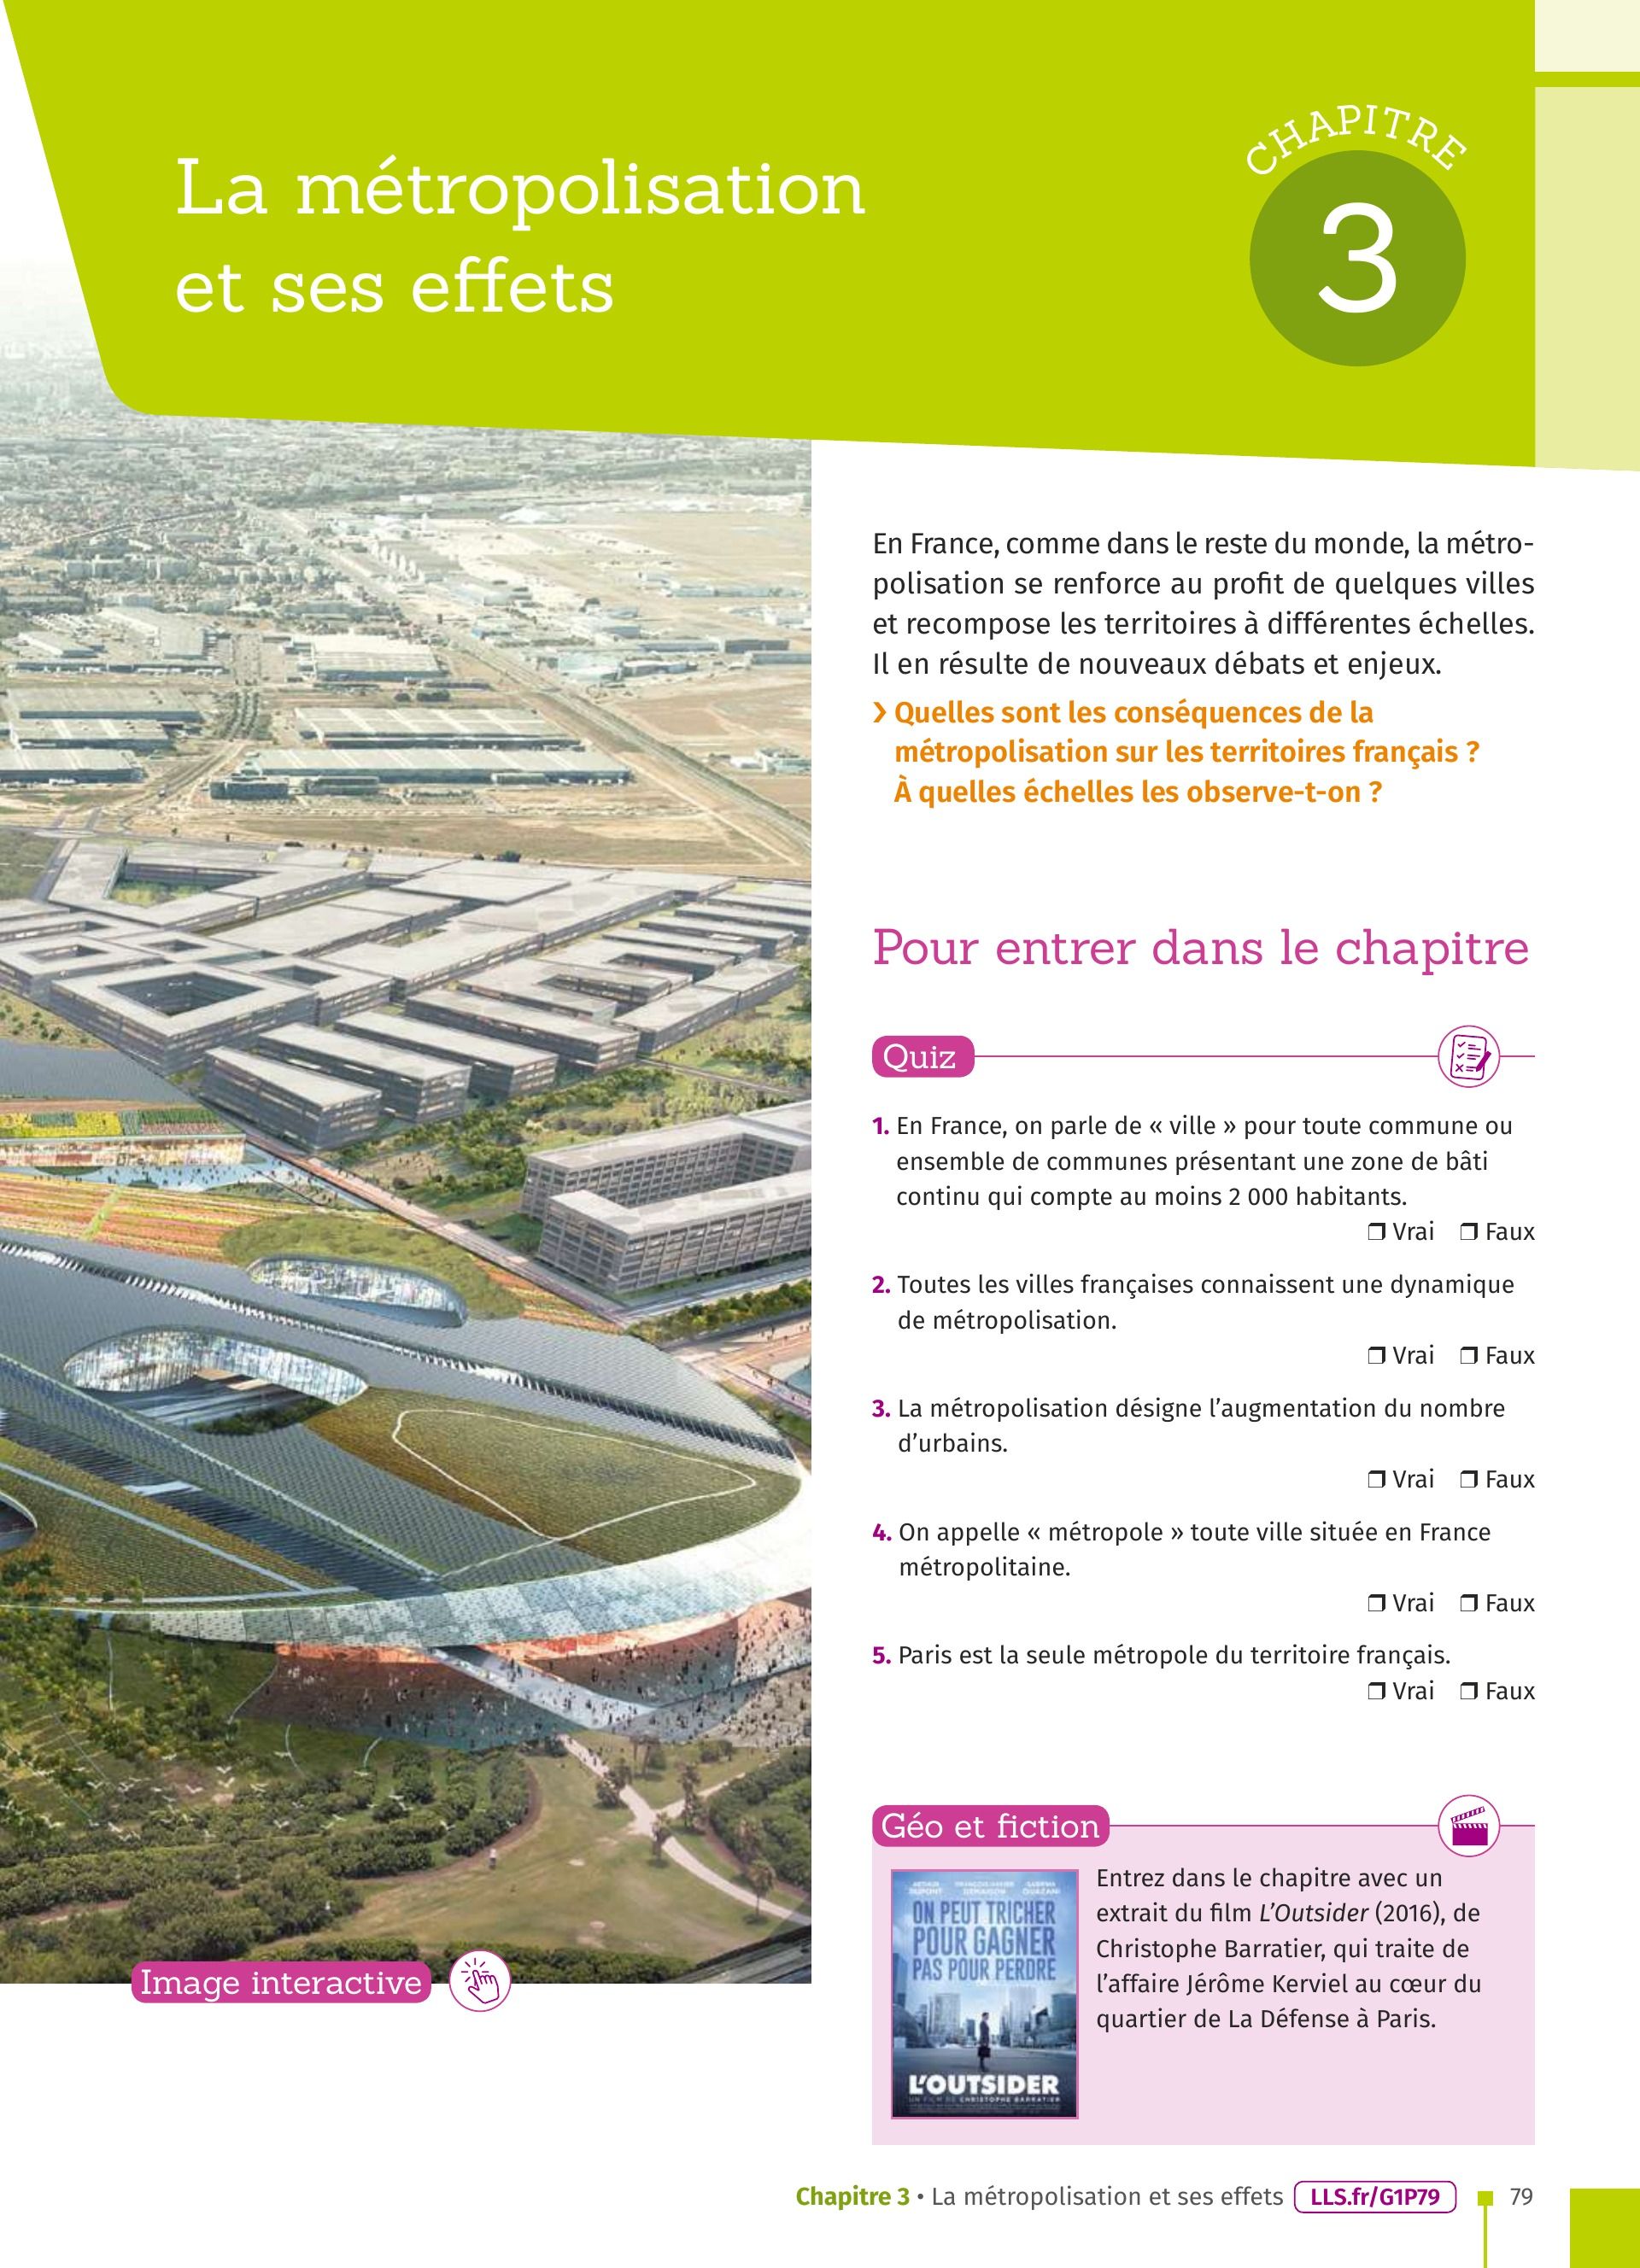 La métropolisation
et ses effets
CHAPITRE
3
En France, comme dans le reste du monde, la métro-
polisation se renforce au profit de quelques villes
et recompose les territoires à différentes échelles.
Il en résulte de nouveaux débats et enjeux.
› Quelles sont les conséquences de la
métropolisation sur les territoires français ?
À quelles échelles les observe-t-on ?
Pour entrer dans le chapitre
Quiz
1. En France, on parle de « ville » pour toute commune ou
ensemble de communes présentant une zone de bâti
continu qui compte au moins 2 000 habitants.
❒ Vrai ❒ Faux
2. Toutes les villes françaises connaissent une dynamique
de métropolisation.
❒ Vrai ❒ Faux
3. La métropolisation désigne l’augmentation du nombre
d’urbains.
❒ Vrai ❒ Faux
4. On appelle « métropole » toute ville située en France
métropolitaine.
❒ Vrai ❒ Faux
5. Paris est la seule métropole du territoire français.
❒ Vrai ❒ Faux
Géo et fiction
ON PEUT TRICHER
POUR GAGNER
PAS POUR PERDRE
L’OUTSIDER
UN FILM DE CHRISTOPHE BARRATIER
Entrez dans le chapitre avec un
extrait du film L’Outsider (2016), de
Christophe Barratier, qui traite de
l’affaire Jérôme Kerviel au cœur du
quartier de La Défense à Paris.
Image interactive
Chapitre 3 • La métropolisation et ses effets LLS.fr/G1P79 79